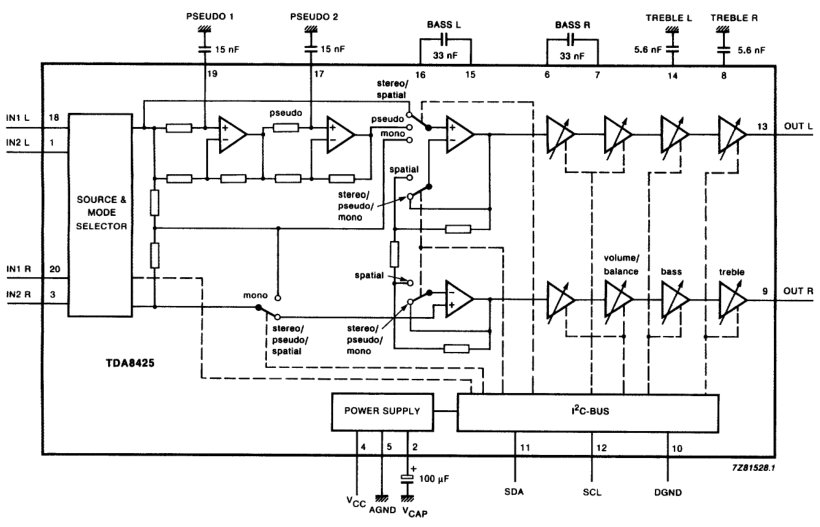 PSEUDO 1
PSEUDO 2
BASS L
BASS R
TREBLE L
TREBLE R
15 nF
15 nF
33 nF
33 nF
5.6 nF
5.6 nF
19
17
16
15
6
7
14
8
stereo/
spatial
pseudo
pseudo
mono
IN1 L
18
IN2 L
1
13
OUT L
spatial
stereo/
pseudo/
mono
SOURCE &
MODE
SELECTOR
IN1 R
20
IN2 R
3
mono
stereo/
pseudo/
spatial
spatial
stereo/
pseudo/
mono
volume/
balance
bass
treble
9
OUT R
TDA8425
POWER SUPPLY
I²C-BUS
4
5
2
11
12
10
7Z81528.1
+
100 µF
VCC
AGND
VCAP
SDA
SCL
DGND